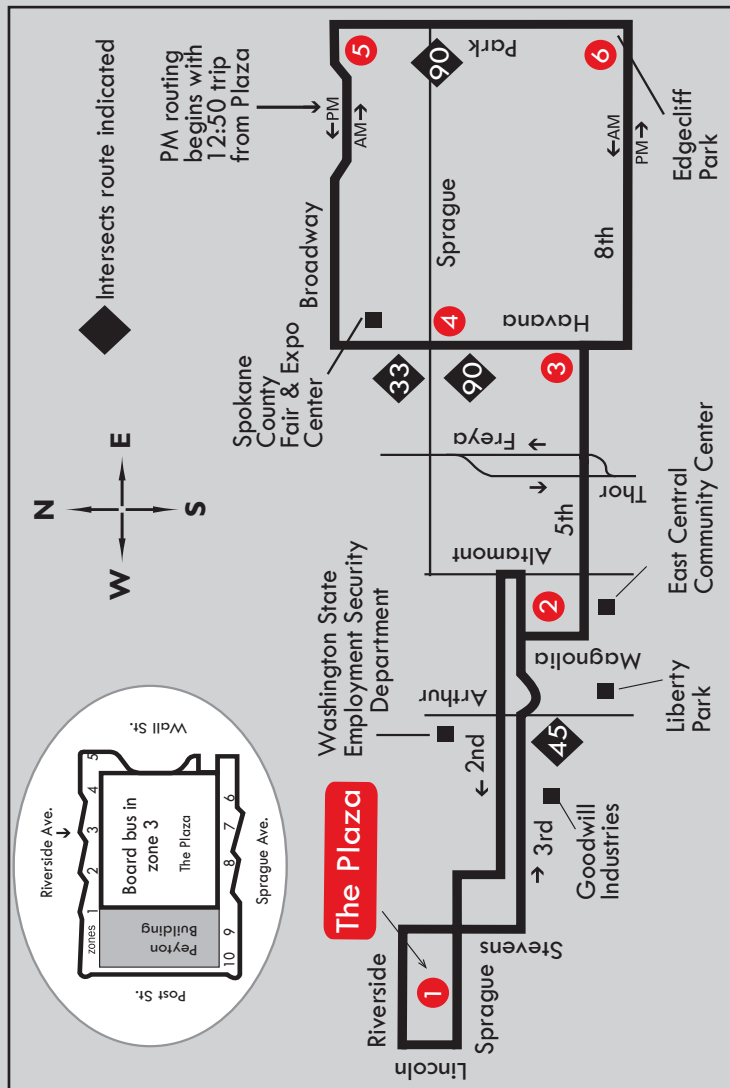 Riverside Ave.
zones
1
2
3
4
5
Board bus in
zone 3
The Plaza
Peyton
Building
Post St.
Wall St.
10
9
8
7
6
Sprague Ave.
N
W
E
S
Intersects route indicated
PM routing
begins with
12:50 trip
from Plaza
PM
AM
Broadway
Spokane
County
Fair & Expo
Center
5
Park
90
Sprague
4
Havana
33
90
3
8th
6
AM
PM
Edgecliff
Park
Freya
Thor
5th
Altamont
2
East Central
Community Center
Magnolia
Liberty
Park
Washington State
Employment Security
Department
Arthur
2nd
45
3rd
Goodwill
Industries
The Plaza
1
Riverside
Sprague
Stevens
Lincoln